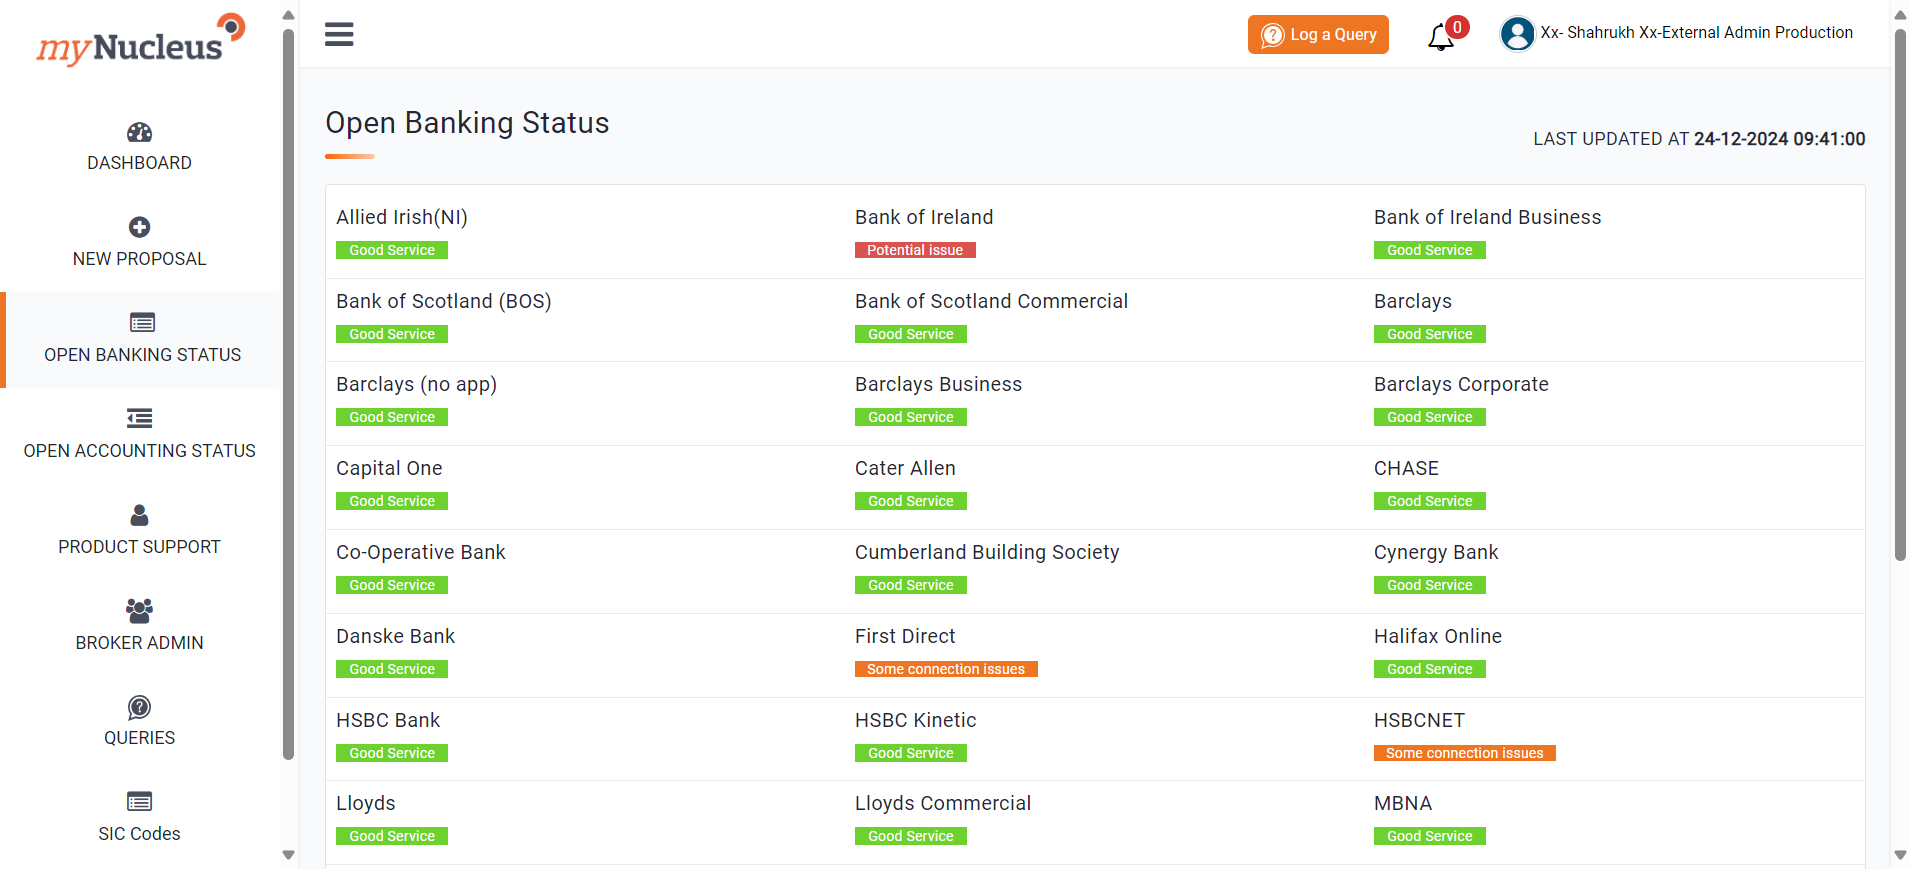 myNucleus
DASHBOARD
NEW PROPOSAL
OPEN BANKING STATUS
OPEN ACCOUNTING STATUS
PRODUCT SUPPORT
BROKER ADMIN
QUERIES
SIC Codes
Log a Query
0
Xx- Shahrukh Xx-External Admin Production
Open Banking Status
LAST UPDATED AT 24-12-2024 09:41:00
Allied Irish(NI)
Good Service
Bank of Ireland
Potential issue
Bank of Ireland Business
Good Service
Bank of Scotland (BOS)
Good Service
Bank of Scotland Commercial
Good Service
Barclays
Good Service
Barclays (no app)
Good Service
Barclays Business
Good Service
Barclays Corporate
Good Service
Capital One
Good Service
Cater Allen
Good Service
CHASE
Good Service
Co-Operative Bank
Good Service
Cumberland Building Society
Good Service
Cynergy Bank
Good Service
Danske Bank
Good Service
First Direct
Some connection issues
Halifax Online
Good Service
HSBC Bank
Good Service
HSBC Kinetic
Good Service
HSBCNET
Some connection issues
Lloyds
Good Service
Lloyds Commercial
Good Service
MBNA
Good Service